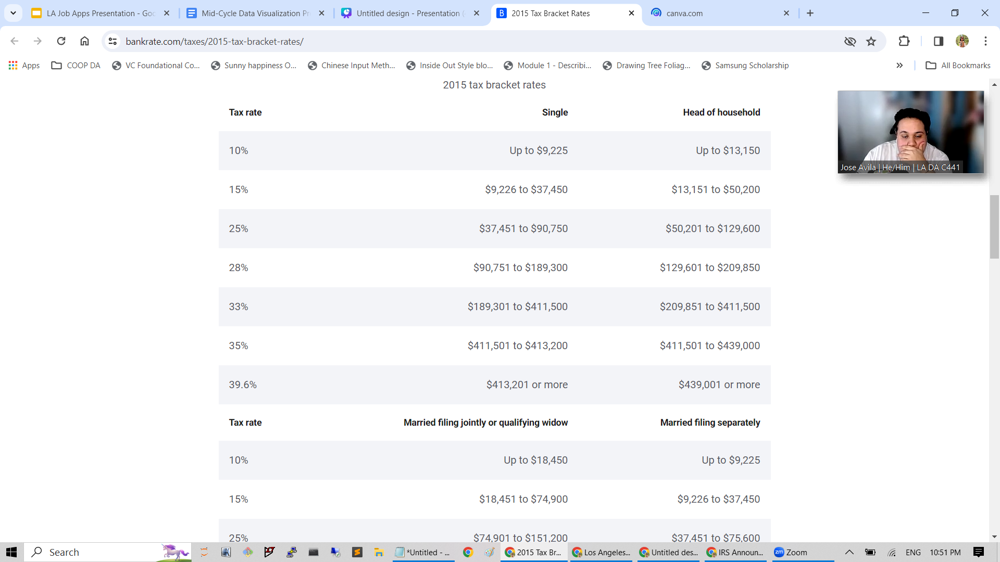 LA Job Apps Presentation - Goo
Mid-Cycle Data Visualization Pr
Untitled design - Presentation (
2015 Tax Bracket Rates
canva.com
bankrate.com/taxes/2015-tax-bracket-rates/
Apps
COOP DA
VC Foundational Co...
Sunny happiness O...
Chinese Input Meth...
Inside Out Style blo...
Module 1 - Describi...
Drawing Tree Foliag...
Samsung Scholarship
All Bookmarks
2015 tax bracket rates
Tax rate Single Head of household
10% Up to $9,225 Up to $13,150
15% $9,226 to $37,450 $13,151 to $50,200
25% $37,451 to $90,750 $50,201 to $129,600
28% $90,751 to $189,300 $129,601 to $209,850
33% $189,301 to $411,500 $209,851 to $411,500
35% $411,501 to $413,200 $411,501 to $439,000
39.6% $413,201 or more $439,001 or more
Tax rate Married filing jointly or qualifying widow Married filing separately
10% Up to $18,450 Up to $9,225
15% $18,451 to $74,900 $9,226 to $37,450
25% $74,901 to $151,200 $37,451 to $75,600
Jose Avila | He/Him | LA DA C441
Search
*Untitled - ...
2015 Tax Br...
Los Angeles...
Untitled des...
IRS Announ...
zm Zoom
ENG
10:51 PM